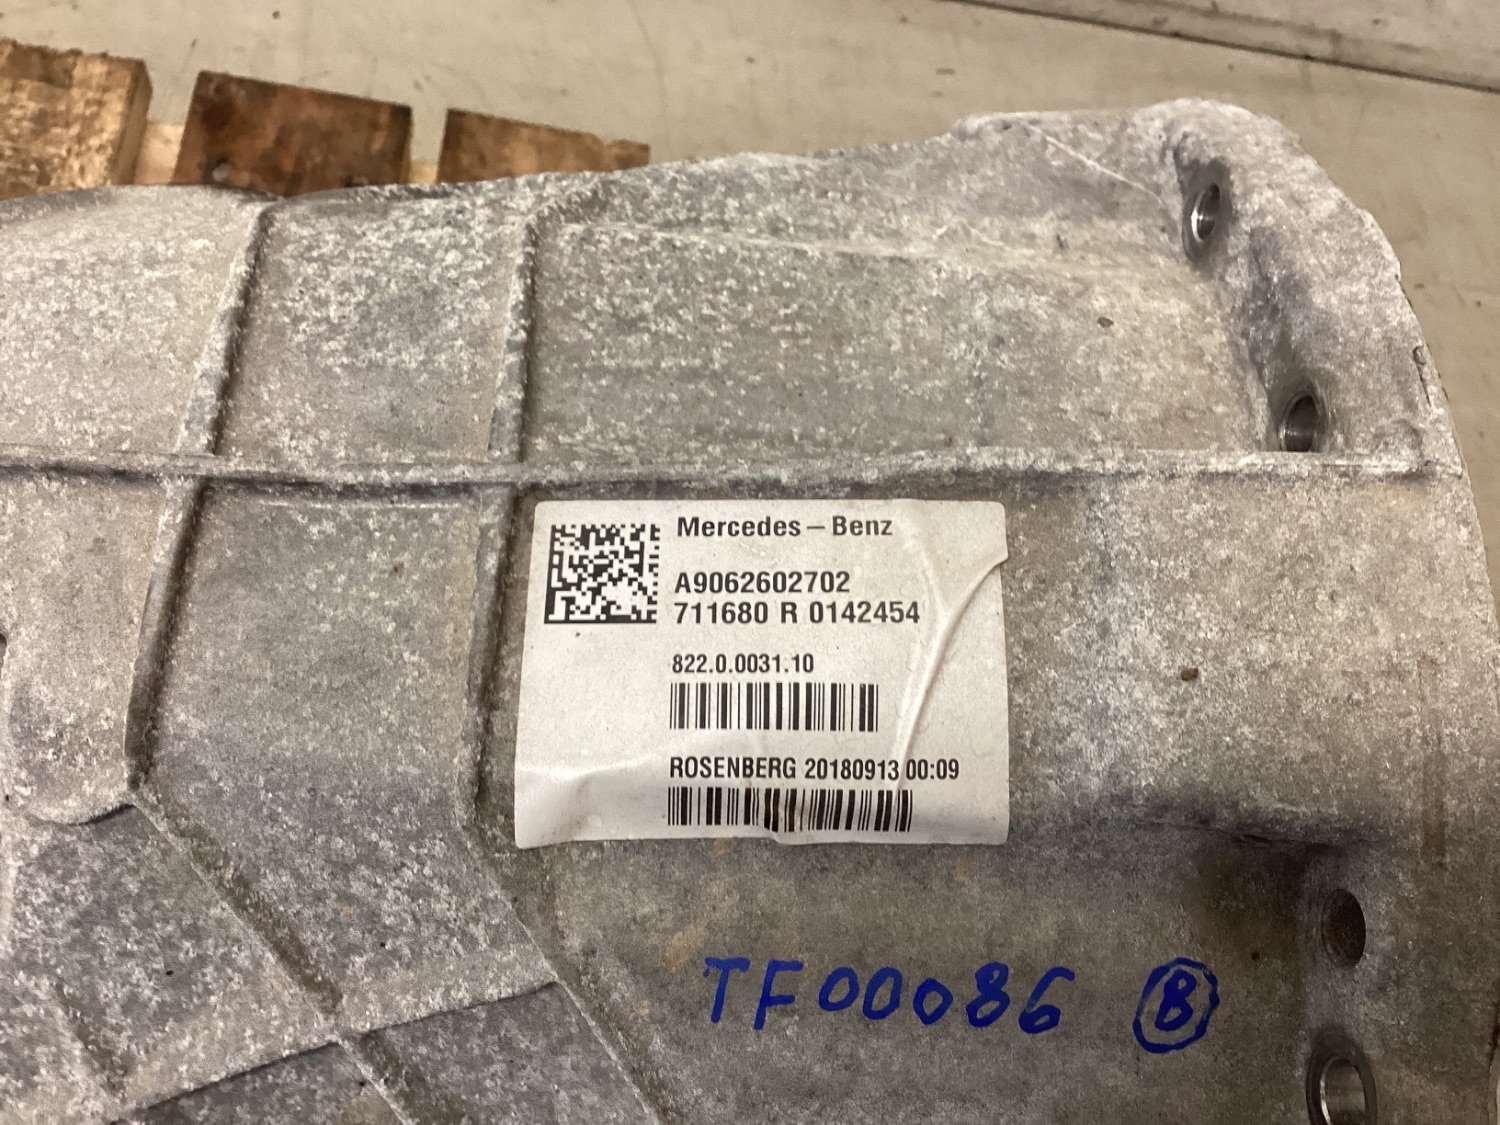 Mercedes – Benz
A9062602702
711680 R 0142454
822.0.0031.10
ROSENBERG 20180913 00:09
TF00086 B